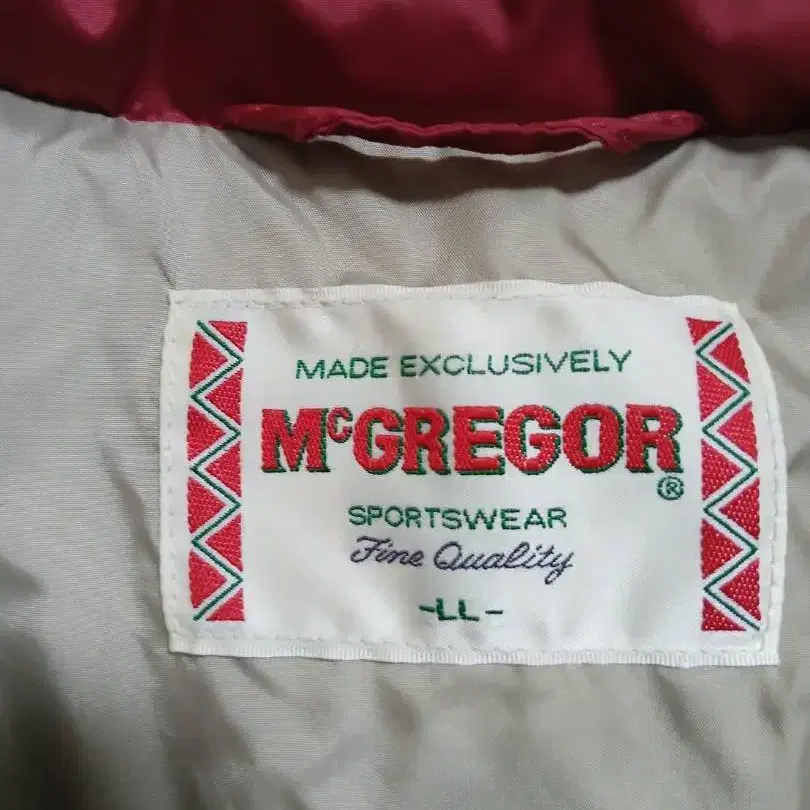 MADE EXCLUSIVELY
McGREGOR®
SPORTSWEAR
Fine Quality
-LL-